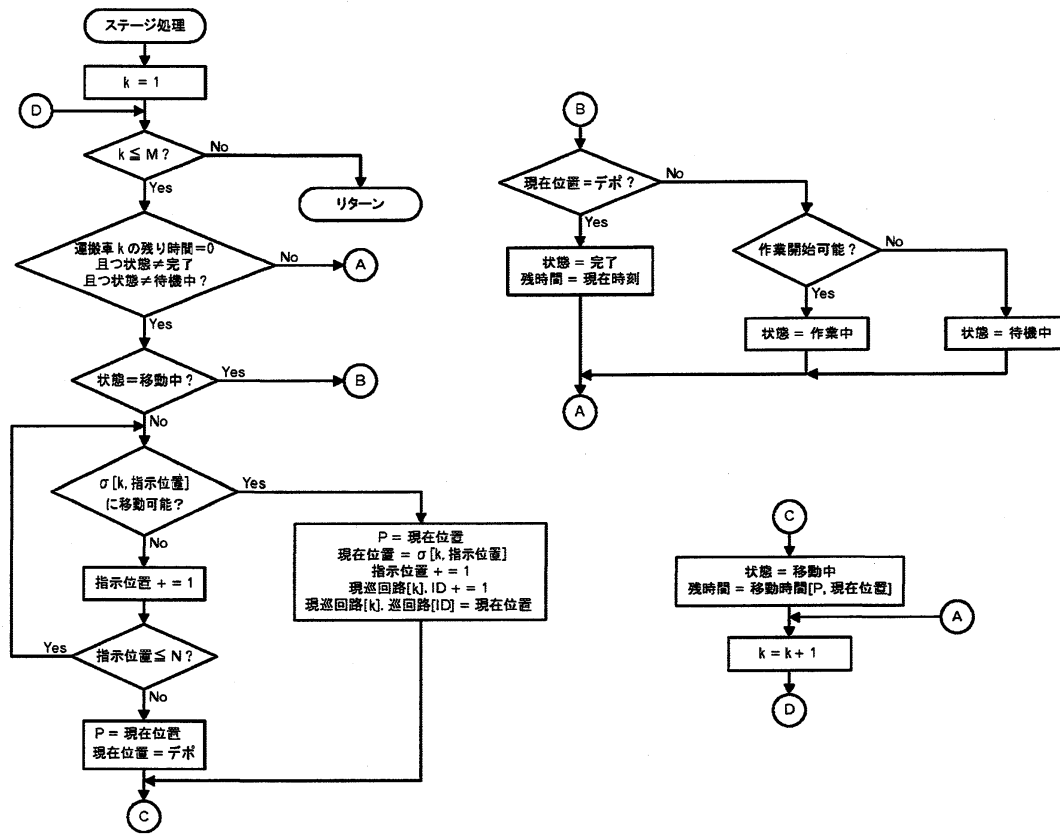 ステージ処理
k = 1
D
k ≦ M ?
No
Yes
リターン
運搬車 k の残り時間=0
且つ状態≠完了
且つ状態≠待機中?
No
A
Yes
状態=移動中?
Yes
B
No
σ[k, 指示位置]
に移動可能?
Yes
No
P = 現在位置
現在位置 = σ[k, 指示位置]
指示位置 += 1
現巡回路[k]. ID += 1
現巡回路[k]. 巡回路[ID] = 現在位置
指示位置 += 1
指示位置≦N?
Yes
No
P = 現在位置
現在位置 = デポ
C
B
現在位置=デポ?
No
Yes
状態 = 完了
残時間 = 現在時刻
作業開始可能?
No
Yes
状態 = 作業中
状態 = 待機中
A
C
状態 = 移動中
残時間 = 移動時間[P, 現在位置]
A
k = k + 1
D